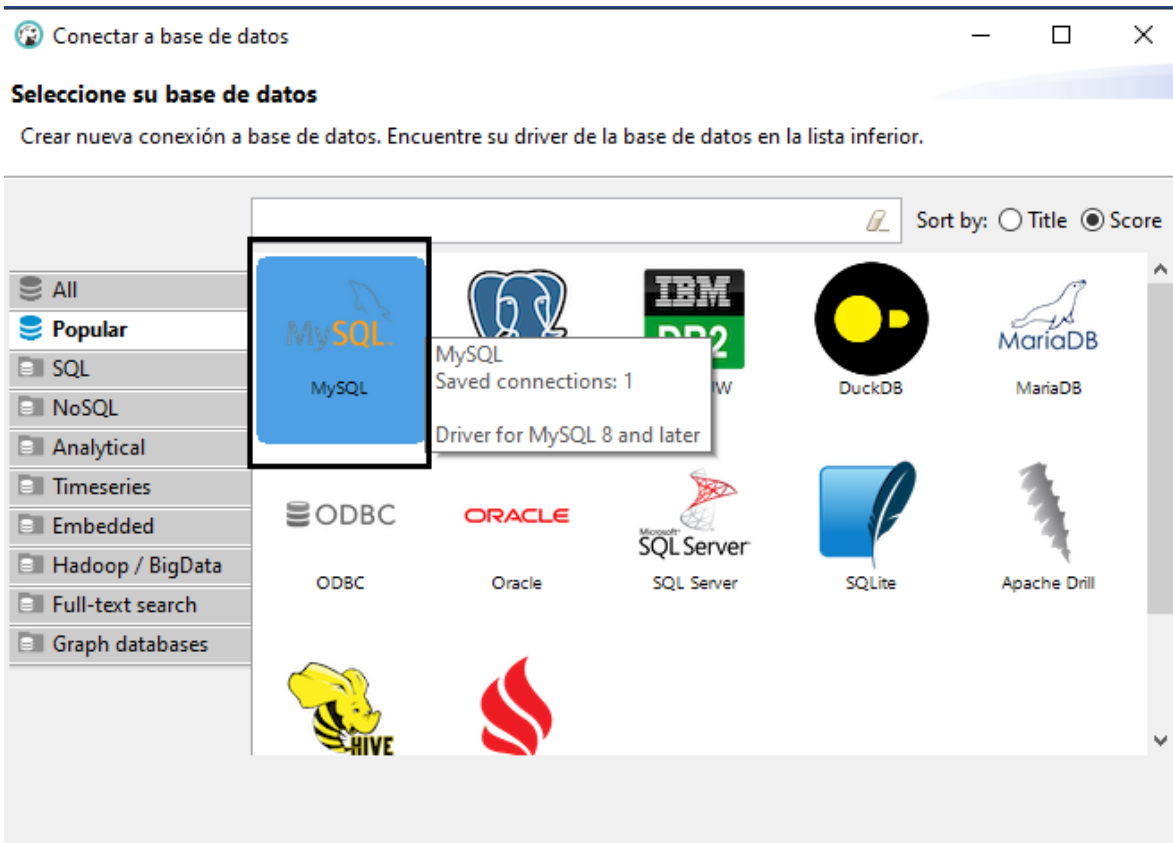 Conectar a base de datos
Seleccione su base de datos
Crear nueva conexión a base de datos. Encuentre su driver de la base de datos en la lista inferior.
Sort by: Title Score
All
Popular
SQL
NoSQL
Analytical
Timeseries
Embedded
Hadoop / BigData
Full-text search
Graph databases
MySQL
MySQL
MySQL
Saved connections: 1
Driver for MySQL 8 and later
IBM
DuckDB
MariaDB
MariaDB
ODBC
ODBC
ORACLE
Oracle
Microsoft
SQL Server
SQL Server
SQLite
Apache Drill
HIVE